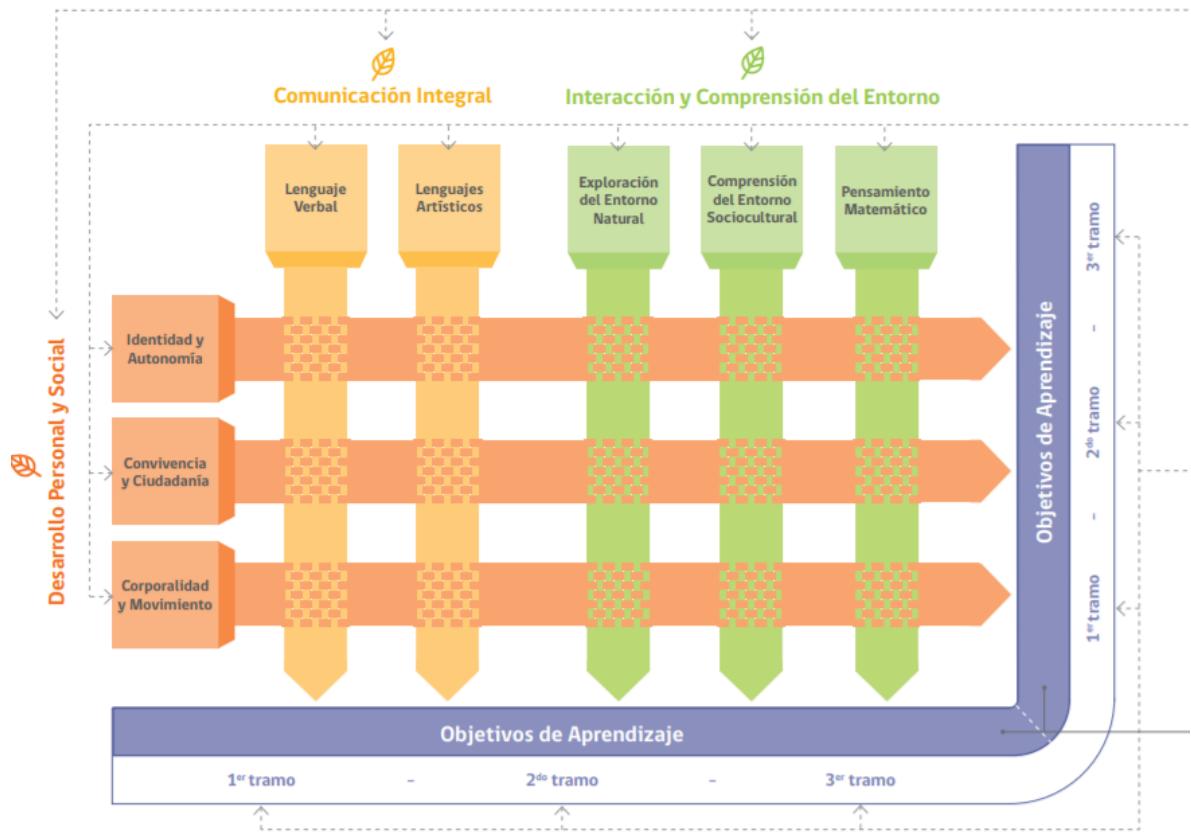 Comunicación Integral
Interacción y Comprensión del Entorno
Lenguaje
Verbal
Lenguajes
Artísticos
Exploración
del Entorno
Natural
Comprensión
del Entorno
Sociocultural
Pensamiento
Matemático
Desarrollo Personal y Social
Identidad y
Autonomía
Convivencia
y Ciudadanía
Corporalidad
y Movimiento
Objetivos de Aprendizaje
1er tramo – 2do tramo – 3er tramo
Objetivos de Aprendizaje
1er tramo – 2do tramo – 3er tramo